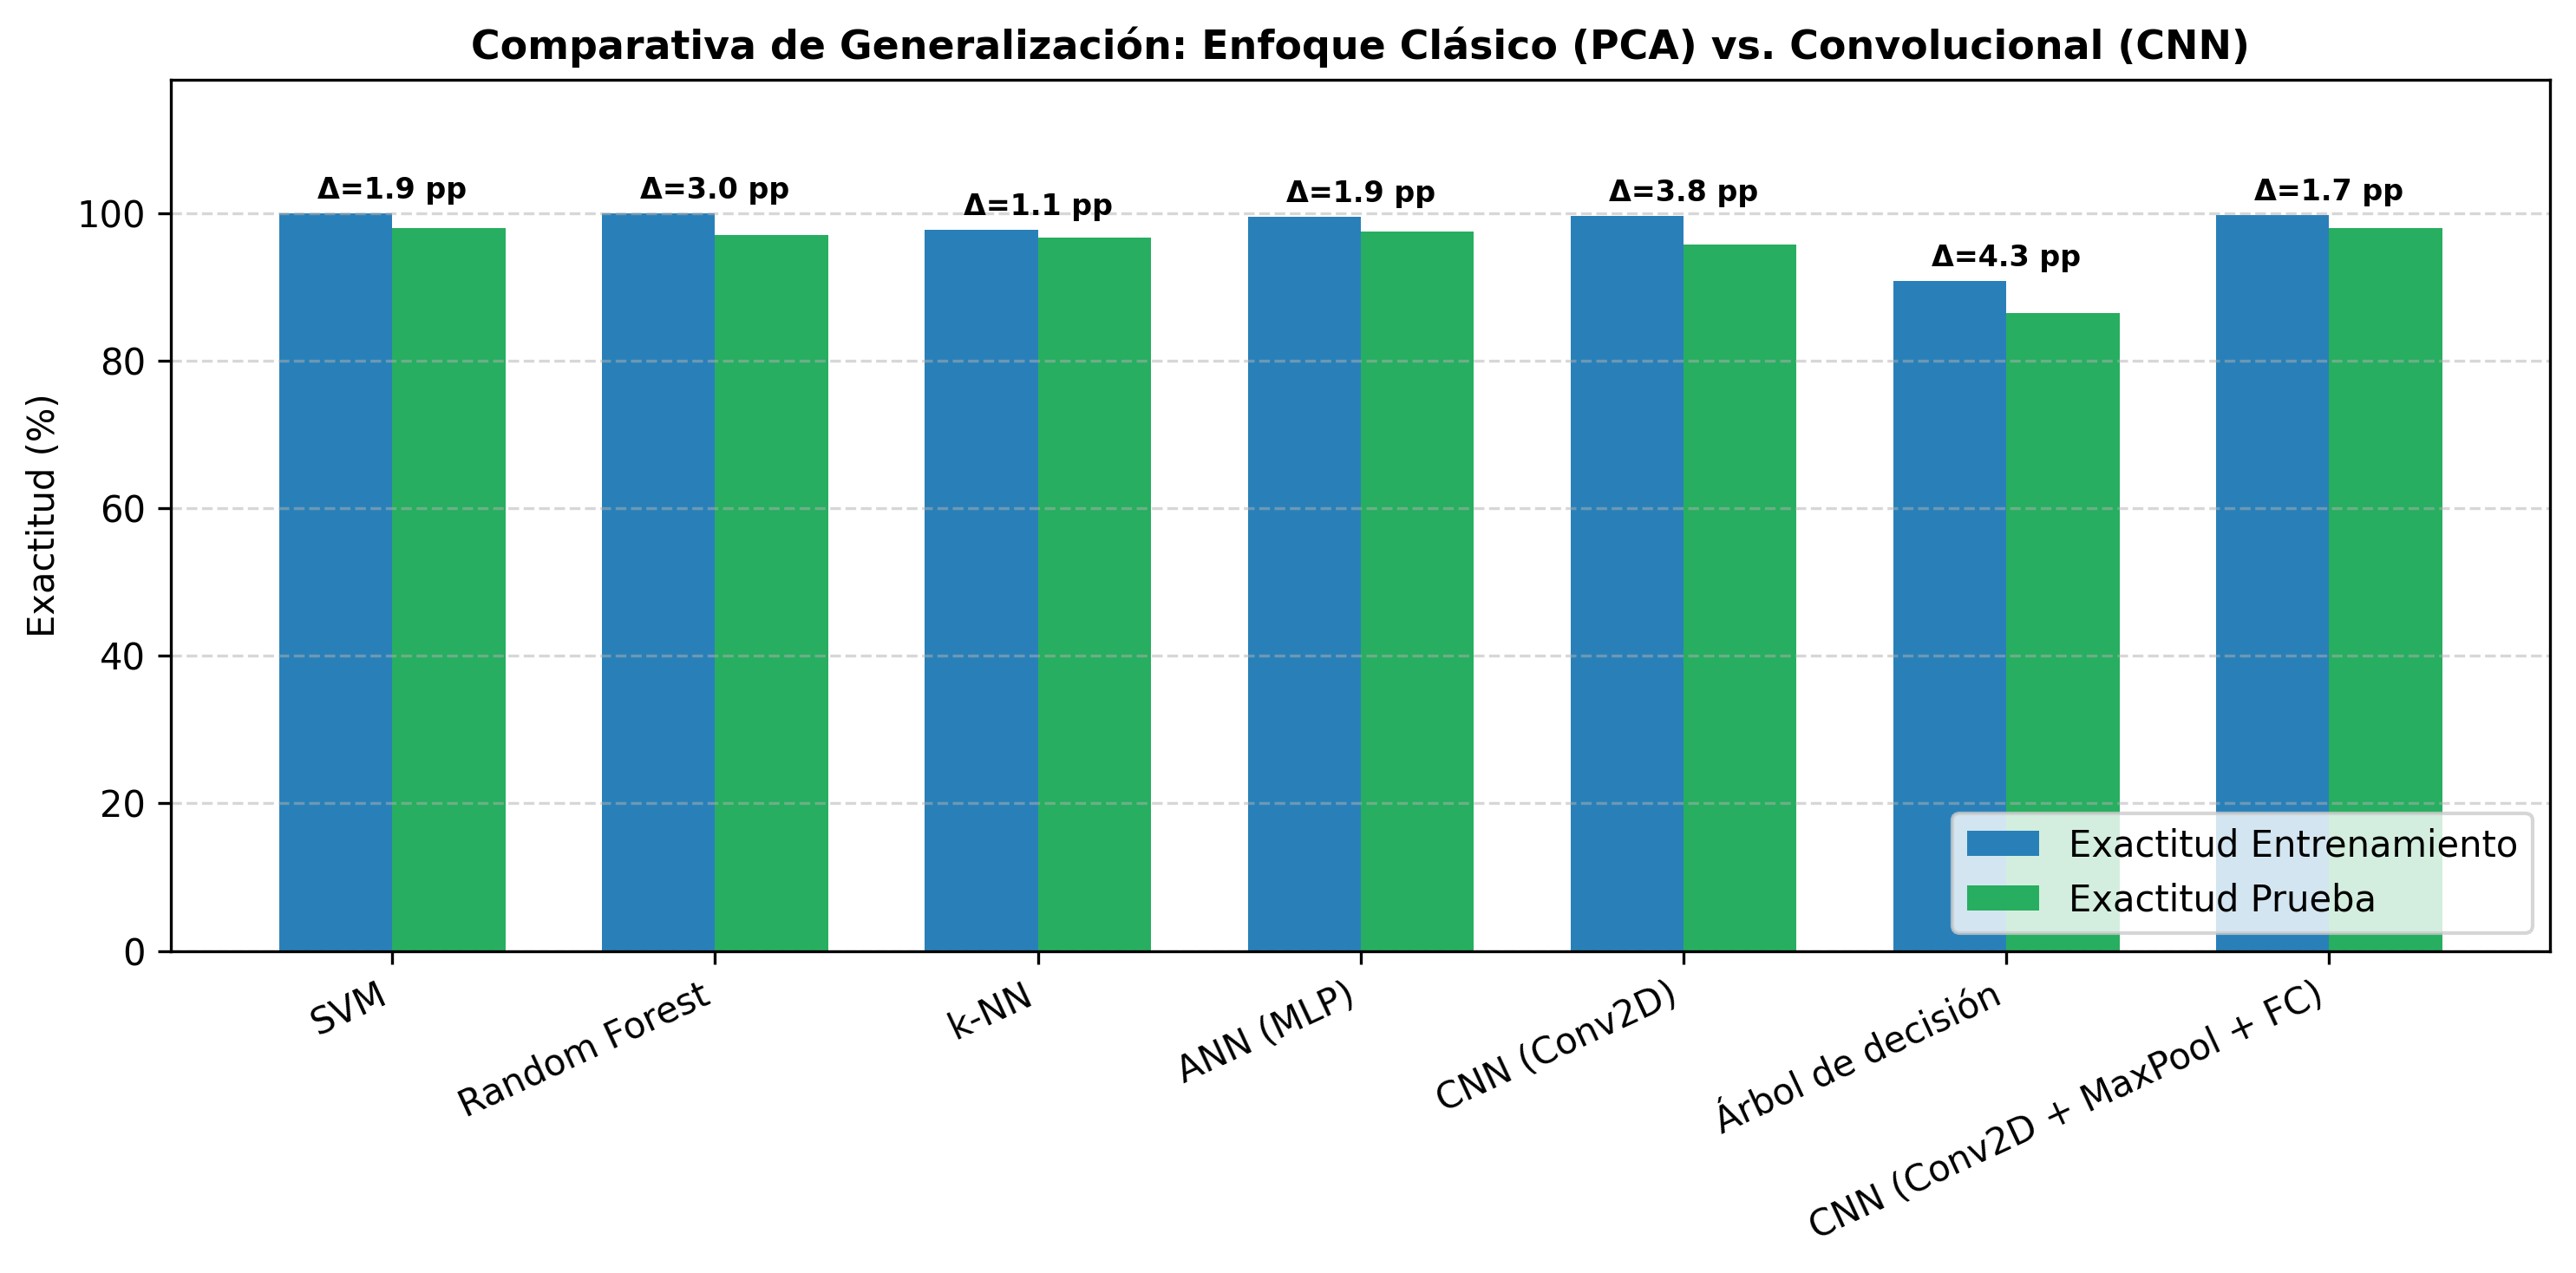 Comparativa de Generalización: Enfoque Clásico (PCA) vs. Convolucional (CNN)
Exactitud (%)
100
80
60
40
20
0
Δ=1.9 pp
Δ=3.0 pp
Δ=1.1 pp
Δ=1.9 pp
Δ=3.8 pp
Δ=4.3 pp
Δ=1.7 pp
Exactitud Entrenamiento
Exactitud Prueba
SVM
Random Forest
k-NN
ANN (MLP)
CNN (Conv2D)
Árbol de decisión
CNN (Conv2D + MaxPool + FC)